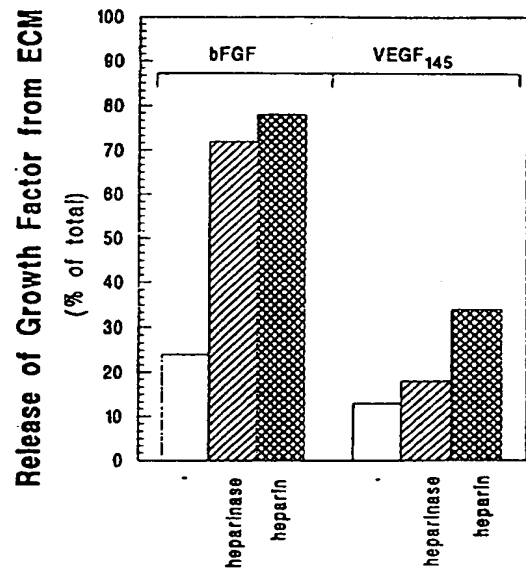 Release of Growth Factor from ECM
(% of total)
100
90
80
70
60
50
40
30
20
10
0
bFGF
VEGF145
-
heparinase
heparin
-
heparinase
heparin